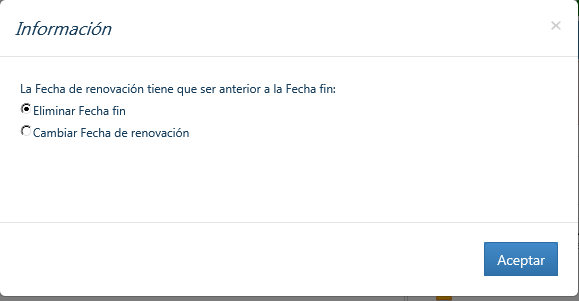 Información
La Fecha de renovación tiene que ser anterior a la Fecha fin:
Eliminar Fecha fin
Cambiar Fecha de renovación
Aceptar